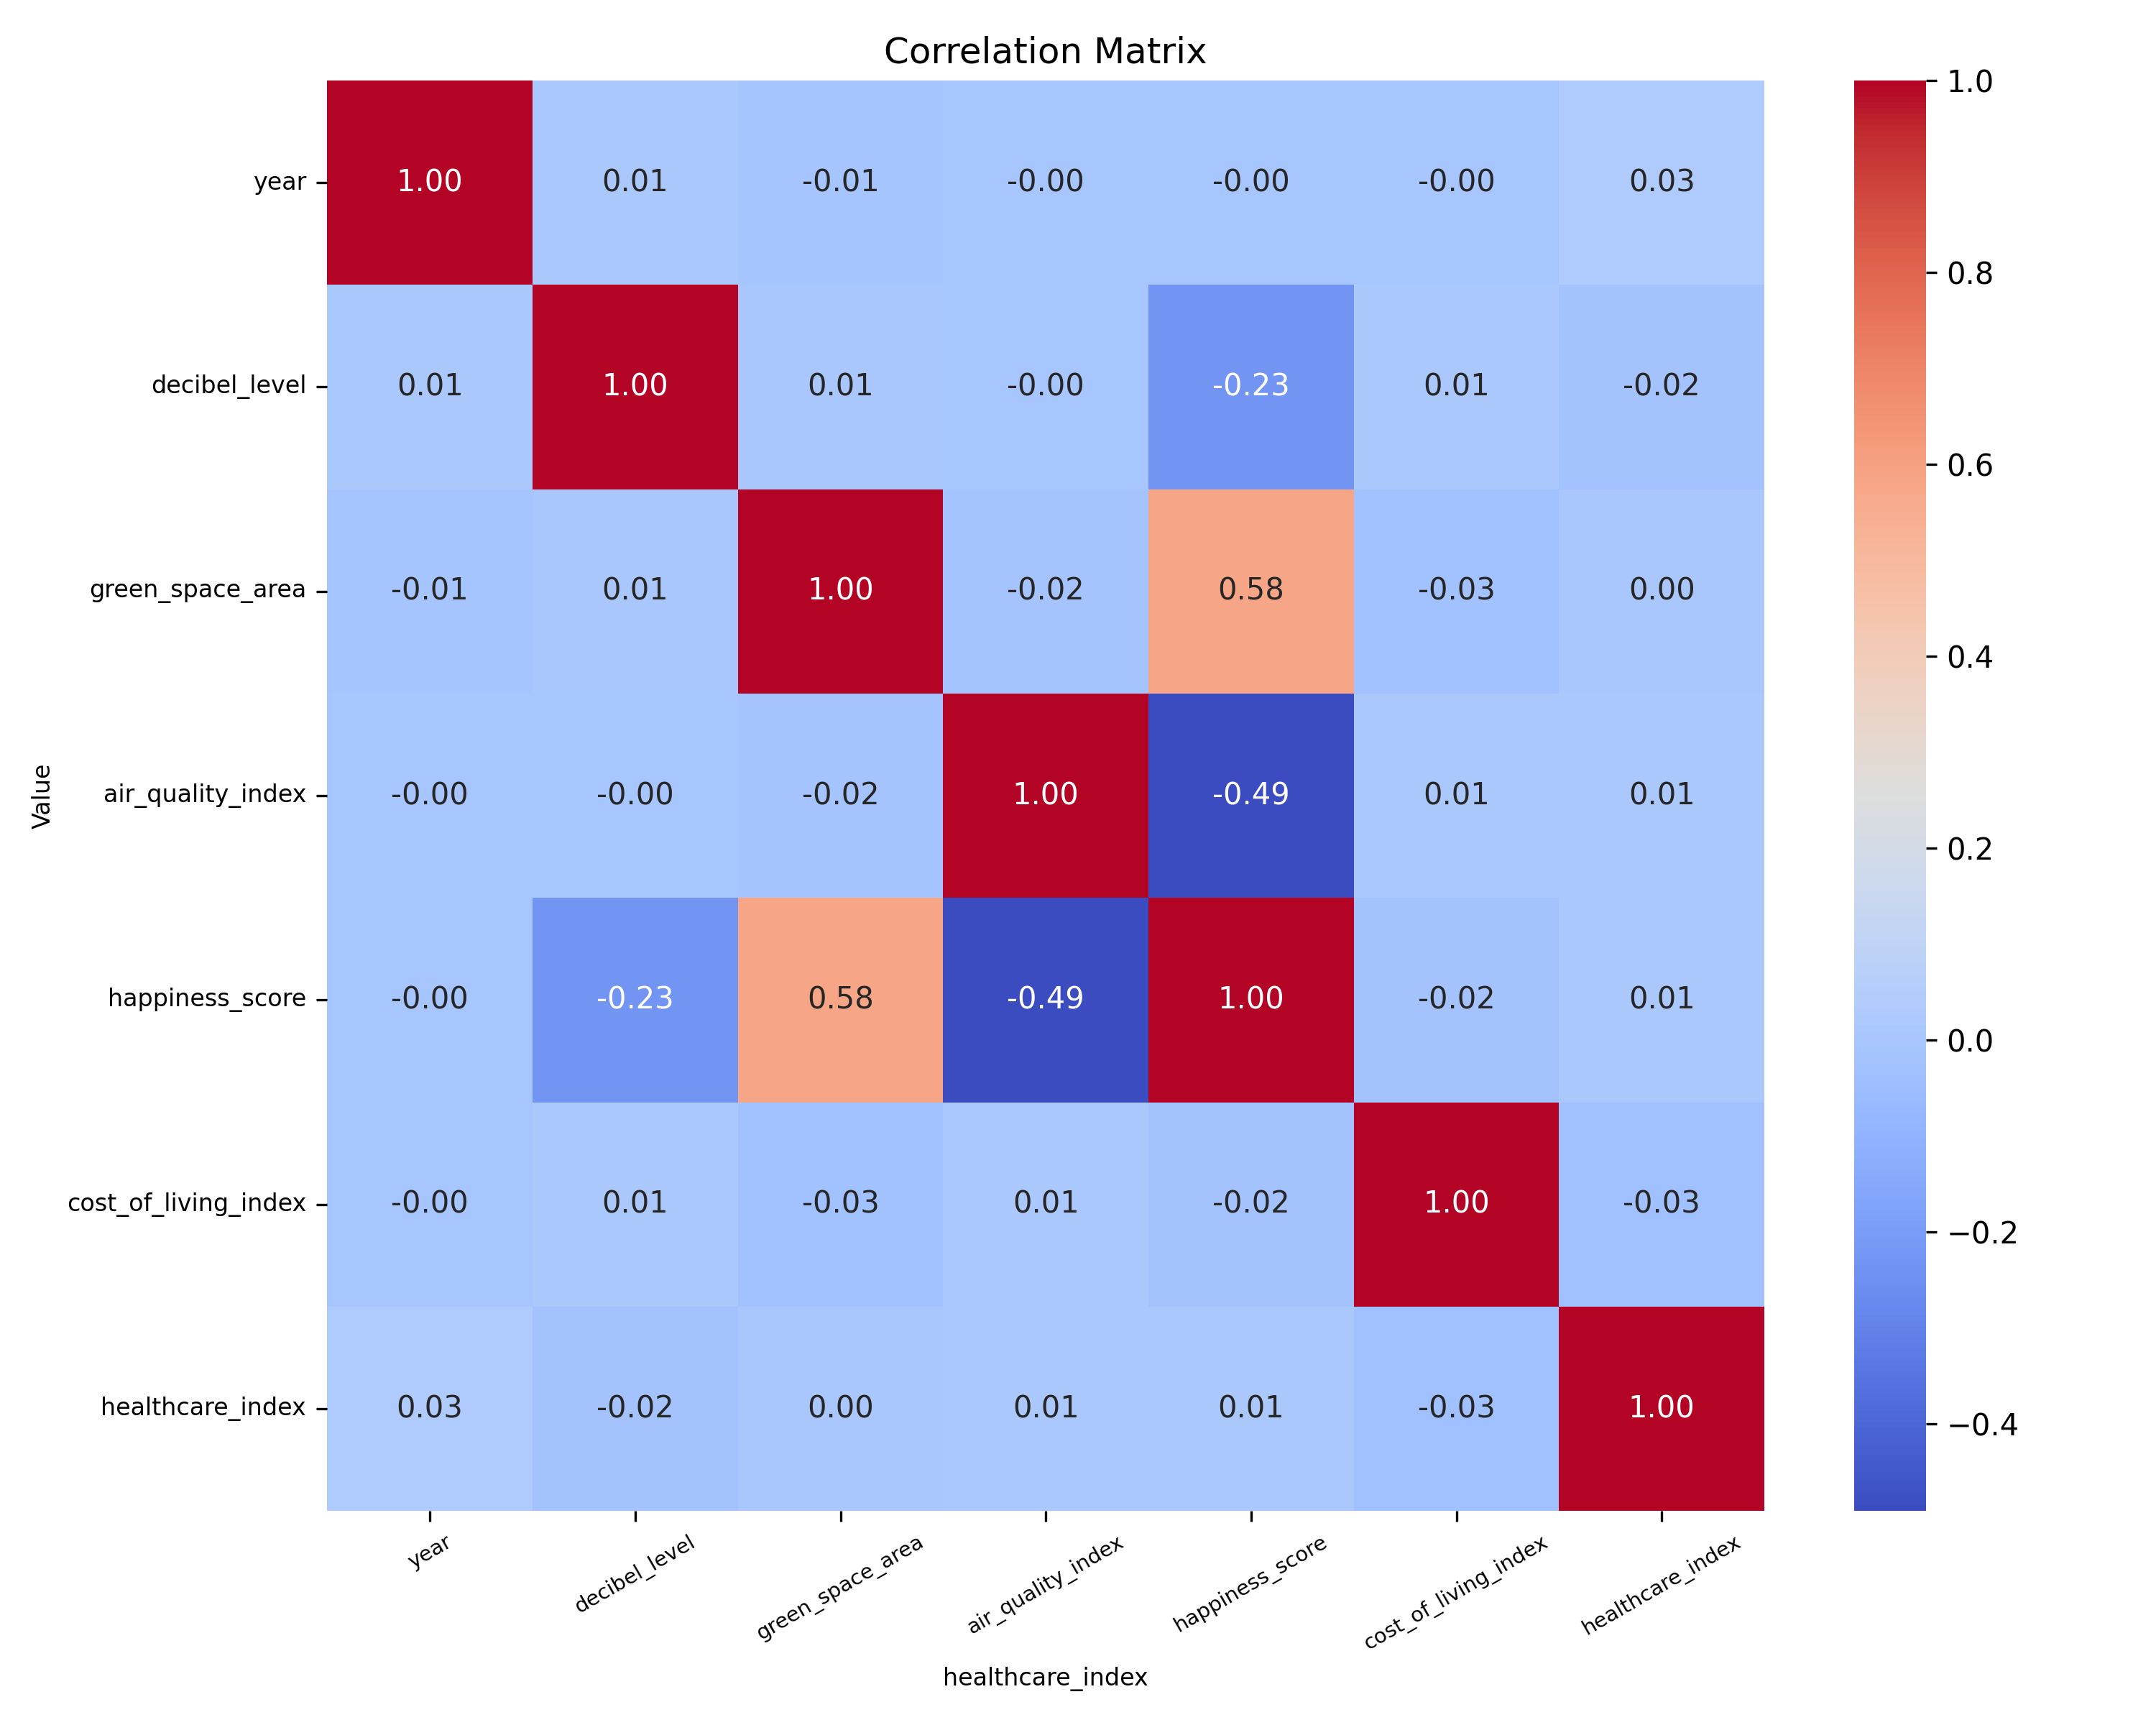 Correlation Matrix
year 1.00 0.01 -0.01 -0.00 -0.00 -0.00 0.03
decibel_level 0.01 1.00 0.01 -0.00 -0.23 0.01 -0.02
green_space_area -0.01 0.01 1.00 -0.02 0.58 -0.03 0.00
air_quality_index -0.00 -0.00 -0.02 1.00 -0.49 0.01 0.01
happiness_score -0.00 -0.23 0.58 -0.49 1.00 -0.02 0.01
cost_of_living_index -0.00 0.01 -0.03 0.01 -0.02 1.00 -0.03
healthcare_index 0.03 -0.02 0.00 0.01 0.01 -0.03 1.00
Value
year decibel_level green_space_area air_quality_index happiness_score cost_of_living_index healthcare_index
healthcare_index
1.0
0.8
0.6
0.4
0.2
0.0
−0.2
−0.4